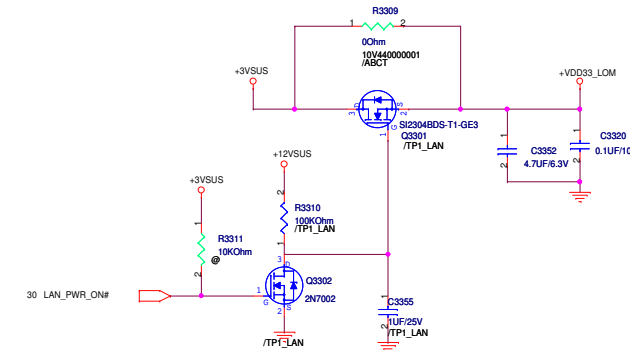 R3309
1 2
0Ohm
10V440000001
/ABCT
+3VSUS
+VDD33_LOM
3 D S 2
G
1
SI2304BDS-T1-GE3
Q3301
/TP1_LAN
1
C3352
4.7UF/6.3V
2
1
C3320
0.1UF/10
2
+12VSUS
+3VSUS
2
R3310
100KOhm
/TP1_LAN
1
1
R3311
10KOhm
@
2
3 D
Q3302
2N7002
1
G
S
2
30 LAN_PWR_ON#
1
C3355
1UF/25V
2
/TP1_LAN
/TP1_LAN